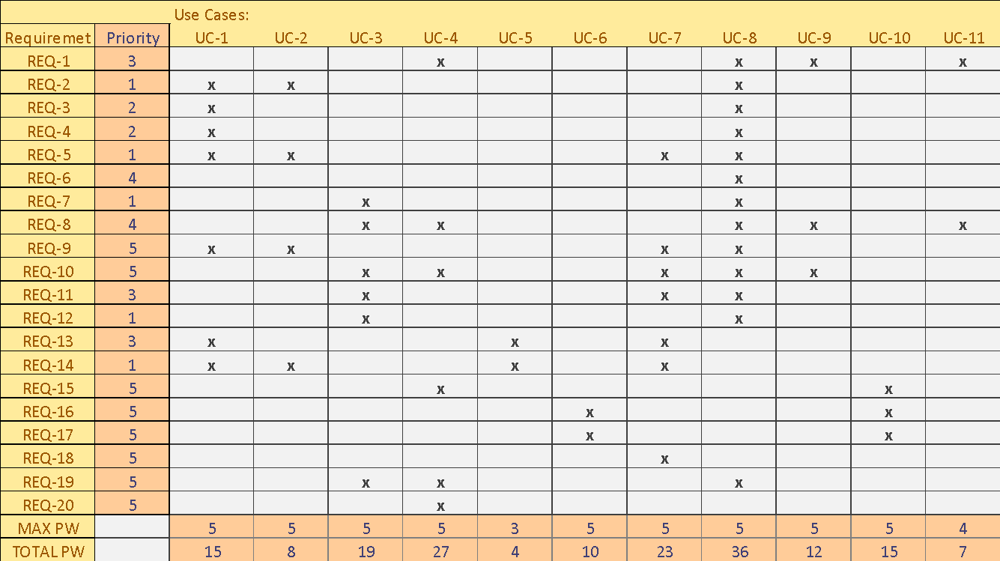 Use Cases:
Requiremet Priority UC-1 UC-2 UC-3 UC-4 UC-5 UC-6 UC-7 UC-8 UC-9 UC-10 UC-11
REQ-1 3 x x x x
REQ-2 1 x x x
REQ-3 2 x x
REQ-4 2 x x
REQ-5 1 x x x x
REQ-6 4 x
REQ-7 1 x x
REQ-8 4 x x x x x
REQ-9 5 x x x x
REQ-10 5 x x x x x
REQ-11 3 x x x
REQ-12 1 x x
REQ-13 3 x x x
REQ-14 1 x x x x
REQ-15 5 x x
REQ-16 5 x x
REQ-17 5 x x
REQ-18 5 x
REQ-19 5 x x x
REQ-20 5 x
MAX PW 5 5 5 5 3 5 5 5 5 5 4
TOTAL PW 15 8 19 27 4 10 23 36 12 15 7